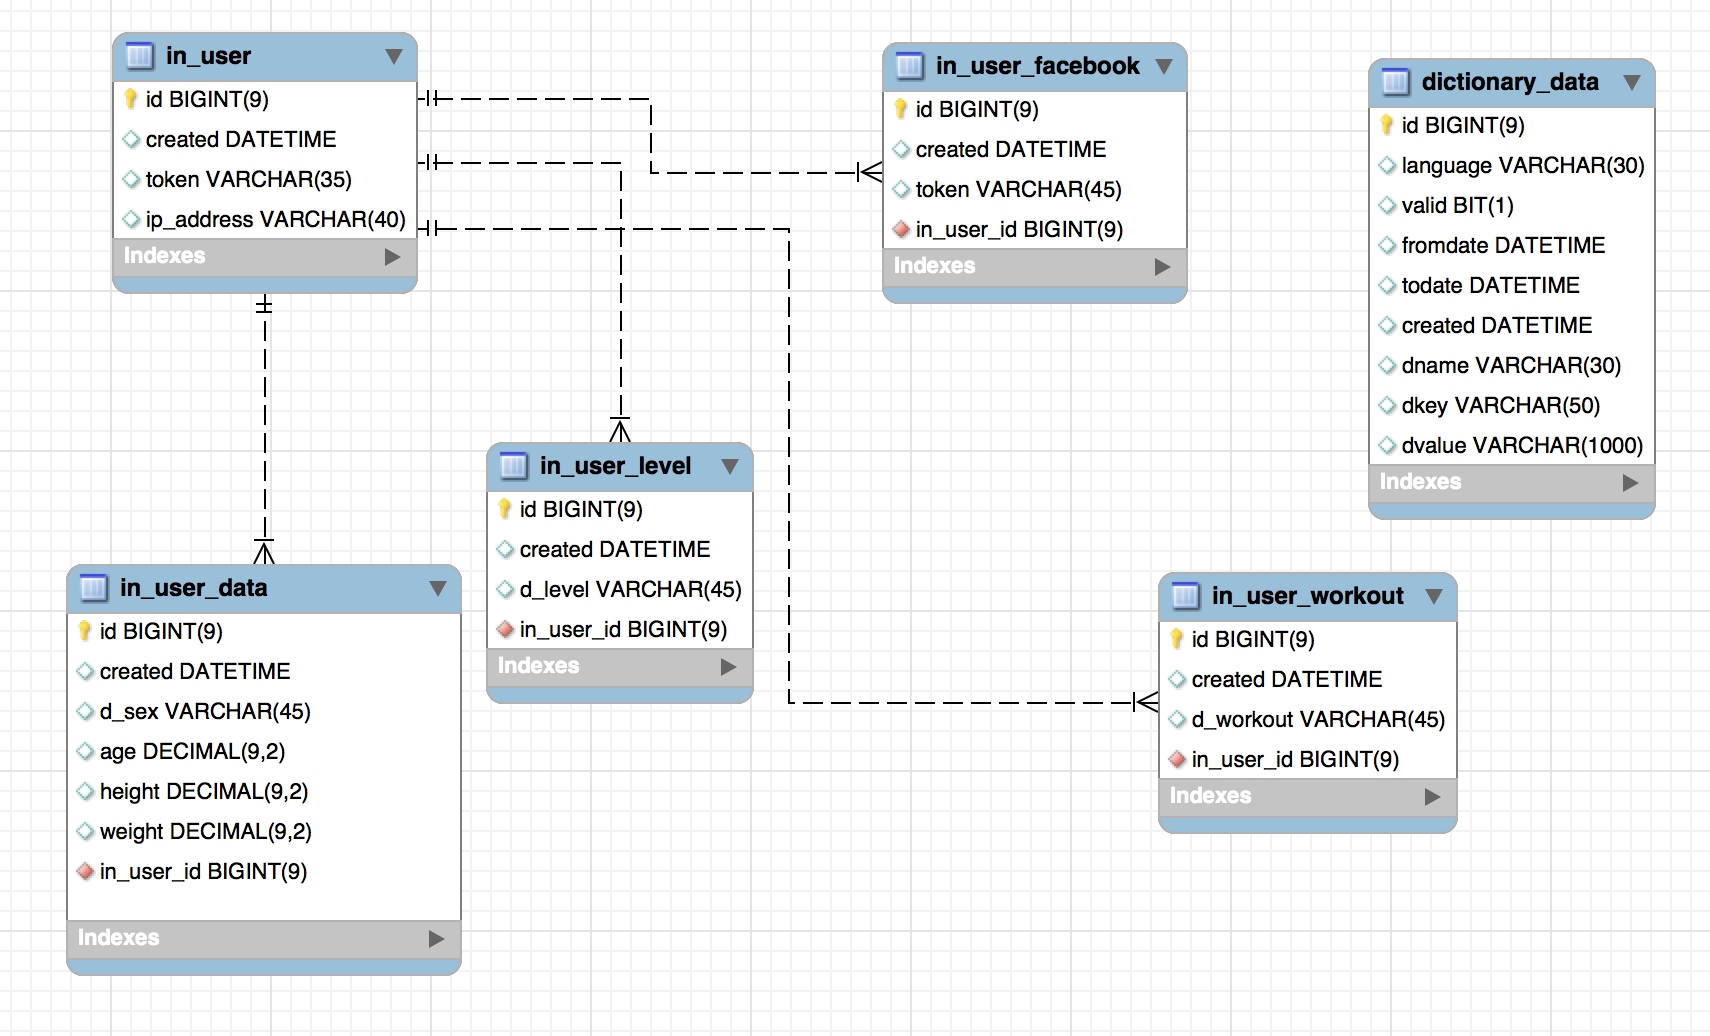 in_user
id BIGINT(9)
created DATETIME
token VARCHAR(35)
ip_address VARCHAR(40)
Indexes
in_user_facebook
id BIGINT(9)
created DATETIME
token VARCHAR(45)
in_user_id BIGINT(9)
Indexes
dictionary_data
id BIGINT(9)
language VARCHAR(30)
valid BIT(1)
fromdate DATETIME
todate DATETIME
created DATETIME
dname VARCHAR(30)
dkey VARCHAR(50)
dvalue VARCHAR(1000)
Indexes
in_user_level
id BIGINT(9)
created DATETIME
d_level VARCHAR(45)
in_user_id BIGINT(9)
Indexes
in_user_data
id BIGINT(9)
created DATETIME
d_sex VARCHAR(45)
age DECIMAL(9,2)
height DECIMAL(9,2)
weight DECIMAL(9,2)
in_user_id BIGINT(9)
Indexes
in_user_workout
id BIGINT(9)
created DATETIME
d_workout VARCHAR(45)
in_user_id BIGINT(9)
Indexes